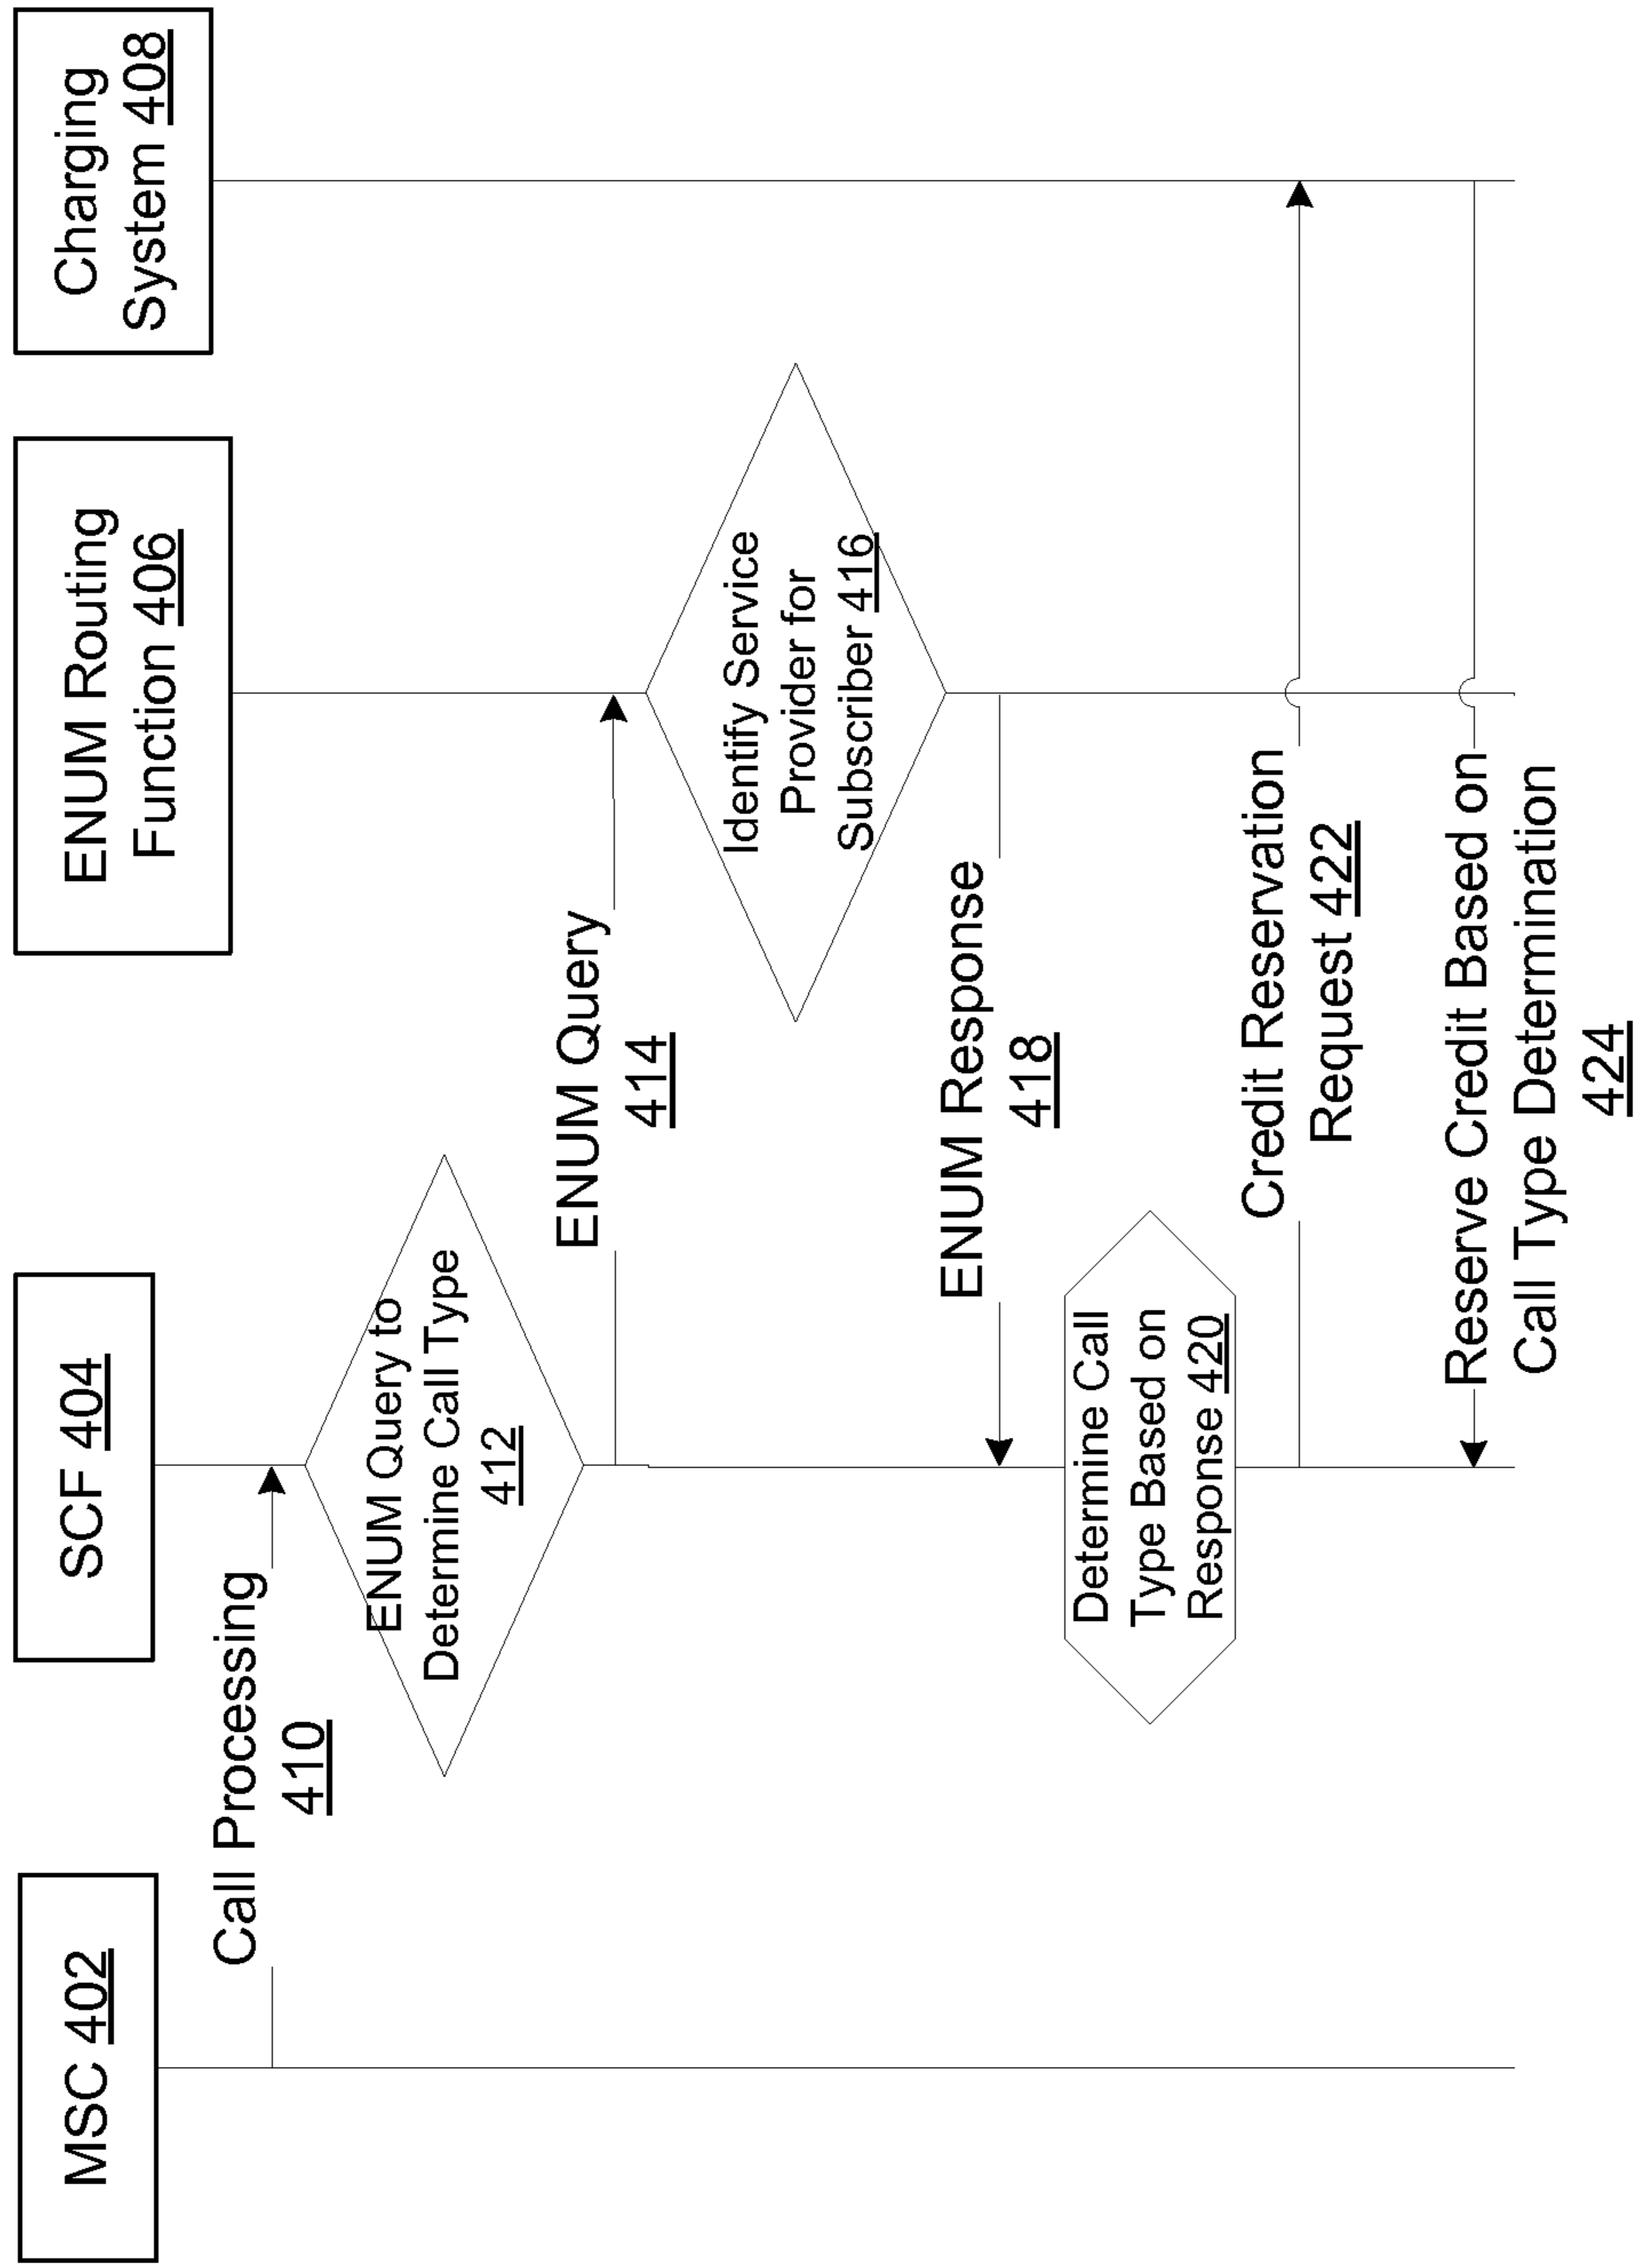 MSC 402
SCF 404
ENUM Routing
Function 406
Charging
System 408
Call Processing
410
ENUM Query to
Determine Call Type
412
ENUM Query
414
Identify Service
Provider for
Subscriber 416
ENUM Response
418
Determine Call
Type Based on
Response 420
Credit Reservation
Request 422
Reserve Credit Based on
Call Type Determination
424